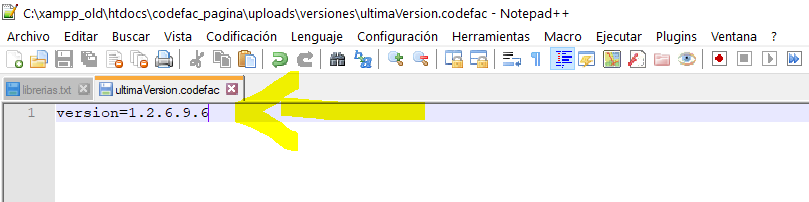 C:\xampp_old\htdocs\codefac_pagina\uploads\versiones\ultimaVersion.codefac - Notepad++
Archivo Editar Buscar Vista Codificación Lenguaje Configuración Herramientas Macro Ejecutar Plugins Ventana ?
librerias.txt ultimaVersion.codefac
1 version=1.2.6.9.6